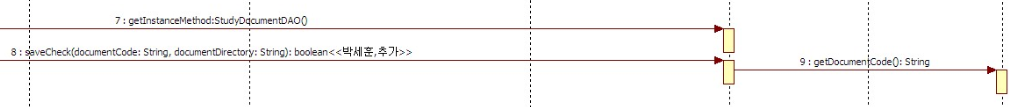 7 : getInstanceMethod:StudyDocumentDAO()
8 : saveCheck(documentCode: String, documentDirectory: String): boolean<<박세훈,추가>>
9 : getDocumentCode(): String